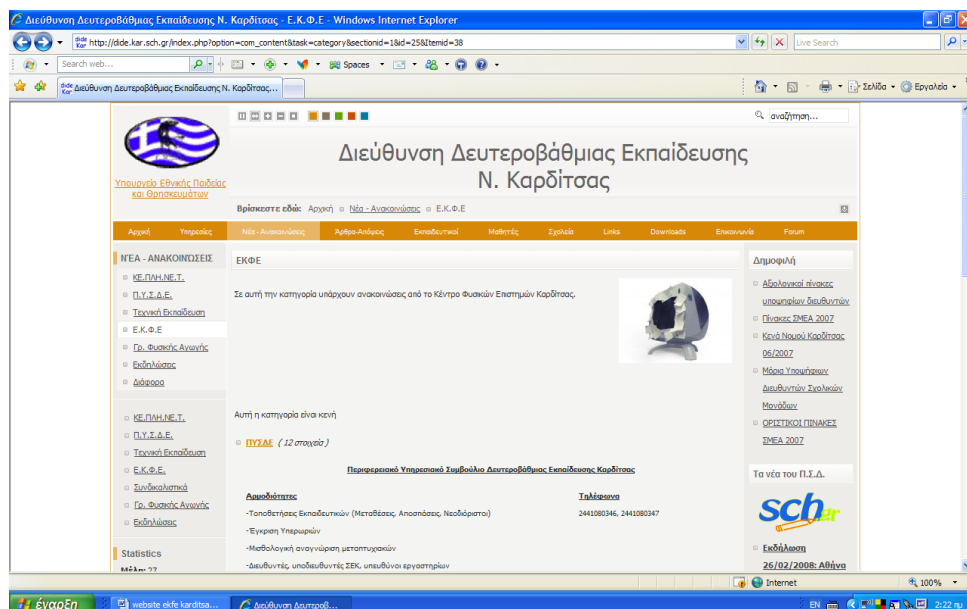 Διεύθυνση Δευτεροβάθμιας Εκπαίδευσης Ν. Καρδίτσας - Ε.Κ.Φ.Ε - Windows Internet Explorer
http://dide.kar.sch.gr/index.php?option=com_content&task=category&sectionid=1&id=25&Itemid=38
Live Search
Search web...
Spaces
Διεύθυνση Δευτεροβάθμιας Εκπαίδευσης Ν. Καρδίτσας...
Σελίδα
Εργαλεία
αναζήτηση...
Διεύθυνση Δευτεροβάθμιας Εκπαίδευσης
Ν. Καρδίτσας
Υπουργείο Εθνικής Παιδείας
και Θρησκευμάτων
Βρίσκεστε εδώ: Αρχική Νέα - Ανακοινώσεις Ε.Κ.Φ.Ε
Αρχική Υπηρεσίες Νέα - Ανακοινώσεις Άρθρα-Απόψεις Εκπαιδευτικοί Μαθητές Σχολεία Links Downloads Επικοινωνία Forum
ΝΈΑ - ΑΝΑΚΟΙΝΏΣΕΙΣ
ΚΕ.ΠΛΗ.ΝΕ.Τ.
Π.Υ.Σ.Δ.Ε.
Τεχνική Εκπαίδευση
Ε.Κ.Φ.Ε
Γρ. Φυσικής Αγωγής
Εκδηλώσεις
Διάφορα
ΚΕ.ΠΛΗ.ΝΕ.Τ.
Π.Υ.Σ.Δ.Ε.
Τεχνική Εκπαίδευση
Ε.Κ.Φ.Ε.
Συνδικαλιστικά
Γρ. Φυσικής Αγωγής
Εκδηλώσεις
Statistics
Μέλη: 27
ΕΚΦΕ
Σε αυτή την κατηγορία υπάρχουν ανακοινώσεις από το Κέντρο Φυσικών Επιστημών Καρδίτσας.
Αυτή η κατηγορία είναι κενή
ΠΥΣΔΕ ( 12 στοιχεία )
Περιφερειακό Υπηρεσιακό Συμβούλιο Δευτεροβάθμιας Εκπαίδευσης Καρδίτσας
Αρμοδιότητες Τηλέφωνα
-Τοποθετήσεις Εκπαιδευτικών (Μεταθέσεις, Αποσπάσεις, Νεοδιόριστοι) 2441080346, 2441080347
-Έγκριση Υπερωριών
-Μισθολογική αναγνώριση μεταπτυχιακών
-Διευθυντές, υποδιευθυντές ΣΕΚ, υπευθύνοι εργαστηρίων
Δημοφιλή
Αξιολογικοί πίνακες
υποψηφίων διευθυντών
Πίνακες ΣΜΕΑ 2007
Κενά Νομού Καρδίτσας
06/2007
Μόρια Υποψήφιων
Διευθυντών Σχολικών
Μονάδων
ΟΡΙΣΤΙΚΟΙ ΠΙΝΑΚΕΣ
ΣΜΕΑ 2007
Τα νέα του Π.Σ.Δ.
sch.gr
Εκδήλωση
26/02/2008: Αθήνα
Internet
100%
έναρξη
website ekfe karditsa...
Διεύθυνση Δευτεροβ...
EN
2:22 πμ